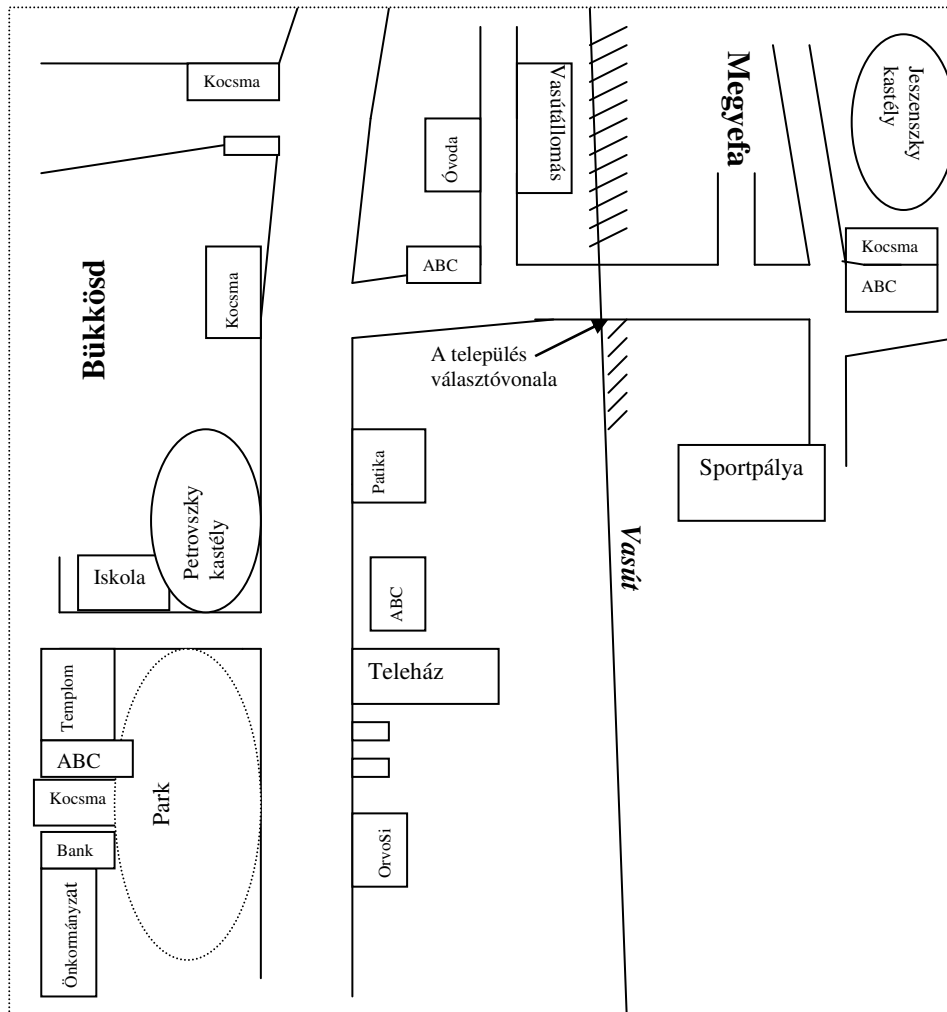 Kocsma
Óvoda
Vasútállomás
Megyefa
Jeszenszky
kastély
Kocsma
ABC
ABC
Bükkösd
Kocsma
A település
választóvonala
Patika
Sportpálya
Petrovszky
kastély
Vasút
Iskola
ABC
Templom
Teleház
ABC
Kocsma
Park
Bank
OrvoSi
Önkormányzat